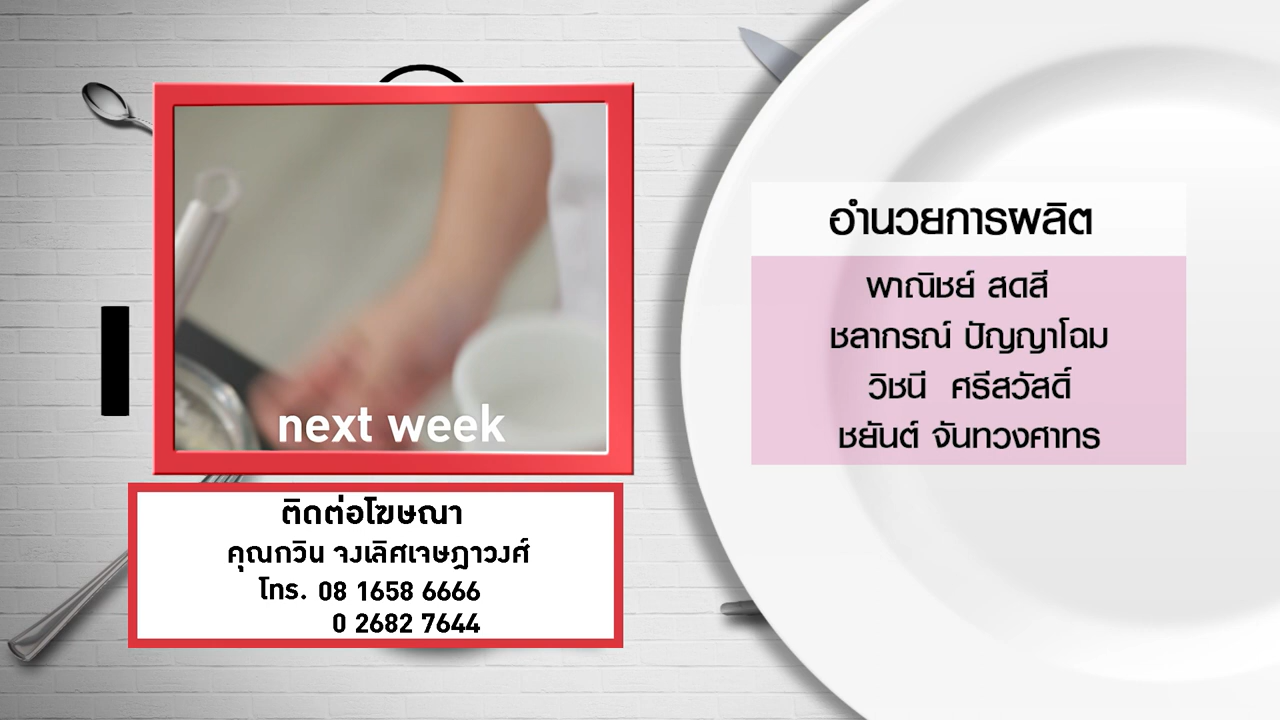 next week
ติดต่อโฆษณา
คุณกวิน จงเลิศเจษฎาวงศ์
โทร. 08 1658 6666
0 2682 7644
อำนวยการผลิต
พาณิชย์ สดสี
ชลากรณ์ ปัญญาโฉม
วิชนี ศรีสวัสดิ์
ชยันต์ จันทวงศาทร